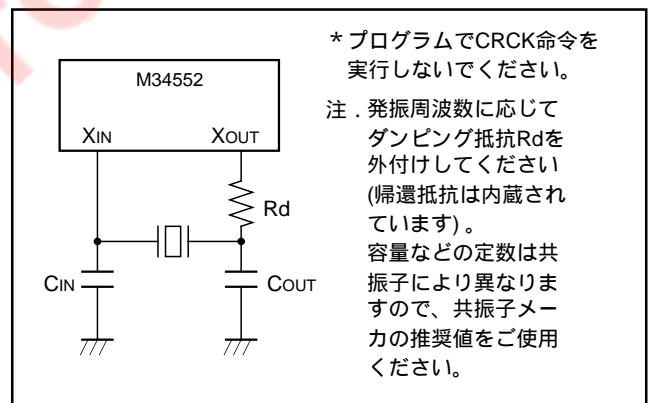 M34552
XIN
XOUT
Rd
CIN
COUT
*プログラムでCRCK命令を
実行しないでください。
注．発振周波数に応じて
ダンピング抵抗Rdを
外付けしてください
(帰還抵抗は内蔵され
ています)。
容量などの定数は共
振子により異なりま
すので、共振子メー
カの推奨値をご使用
ください。